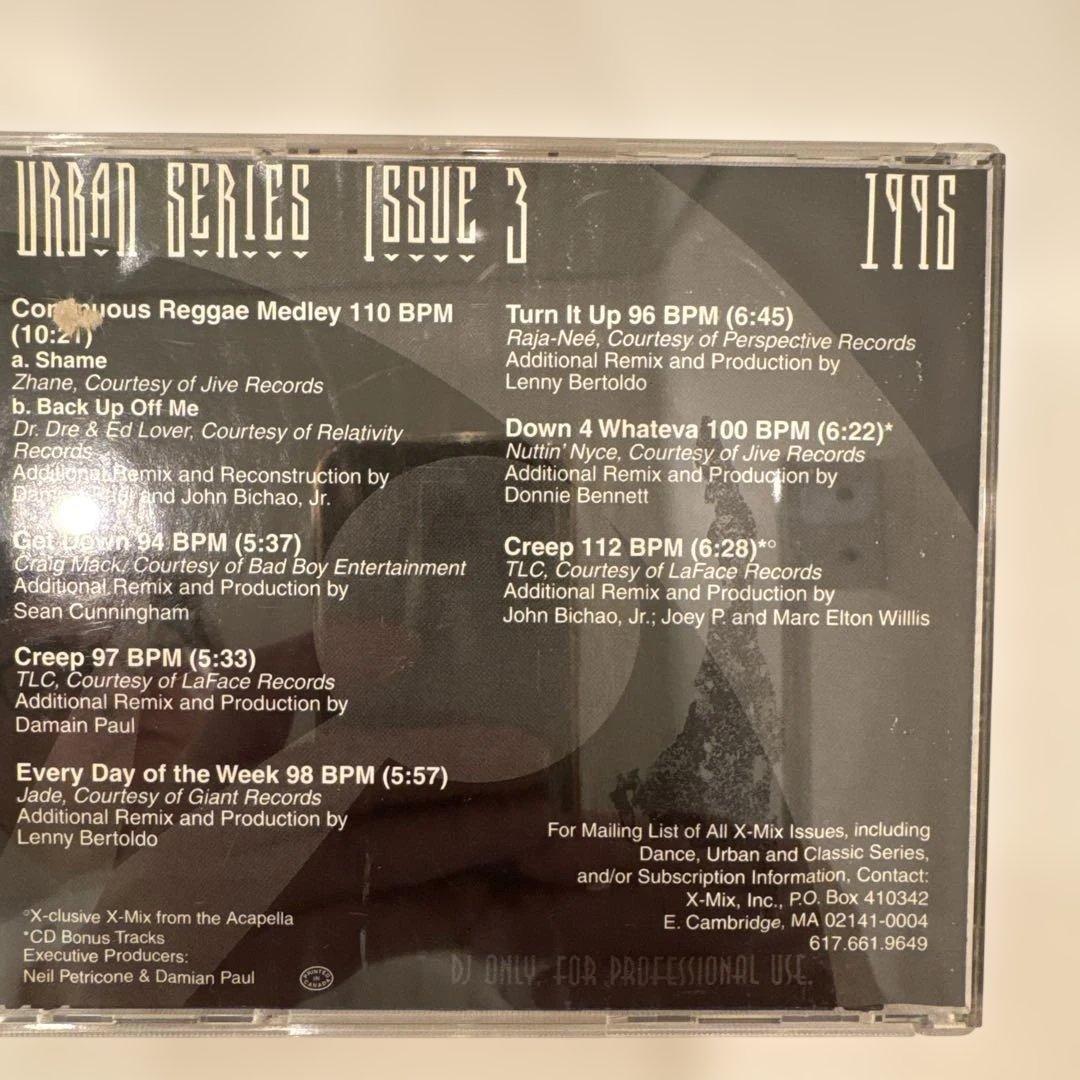 URBAN SERIES ISSUE 3
1995
Continuous Reggae Medley 110 BPM
(10:21)
a. Shame
Zhane, Courtesy of Jive Records
b. Back Up Off Me
Dr. Dre & Ed Lover, Courtesy of Relativity
Records
Additional Remix and Reconstruction by
and John Bichao, Jr.
Get Down 94 BPM (5:37)
Craig Mack, Courtesy of Bad Boy Entertainment
Additional Remix and Production by
Sean Cunningham
Creep 97 BPM (5:33)
TLC, Courtesy of LaFace Records
Additional Remix and Production by
Damain Paul
Every Day of the Week 98 BPM (5:57)
Jade, Courtesy of Giant Records
Additional Remix and Production by
Lenny Bertoldo
°X-clusive X-Mix from the Acapella
*CD Bonus Tracks
Executive Producers:
Neil Petricone & Damian Paul
PRINTED
IN
CANADA
Turn It Up 96 BPM (6:45)
Raja-Neé, Courtesy of Perspective Records
Additional Remix and Production by
Lenny Bertoldo
Down 4 Whateva 100 BPM (6:22)*
Nuttin' Nyce, Courtesy of Jive Records
Additional Remix and Production by
Donnie Bennett
Creep 112 BPM (6:28)*°
TLC, Courtesy of LaFace Records
Additional Remix and Production by
John Bichao, Jr.; Joey P. and Marc Elton Willlis
For Mailing List of All X-Mix Issues, including
Dance, Urban and Classic Series,
and/or Subscription Information, Contact:
X-Mix, Inc., P.O. Box 410342
E. Cambridge, MA 02141-0004
617.661.9649
DJ ONLY. FOR PROFESSIONAL USE.